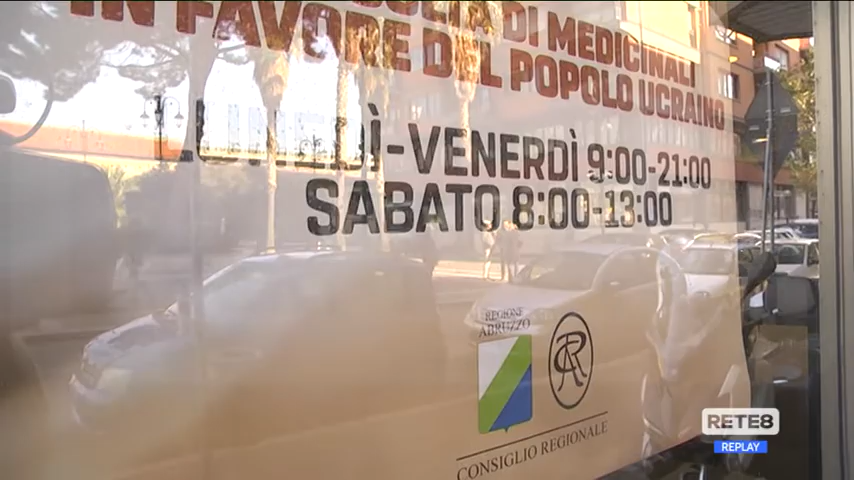 DI MEDICINALI
IN FAVORE DEL POPOLO UCRAINO
LUNEDÌ-VENERDÌ 9:00-21:00
SABATO 8:00-13:00
REGIONE
ABRUZZO
CONSIGLIO REGIONALE
RETE8
REPLAY